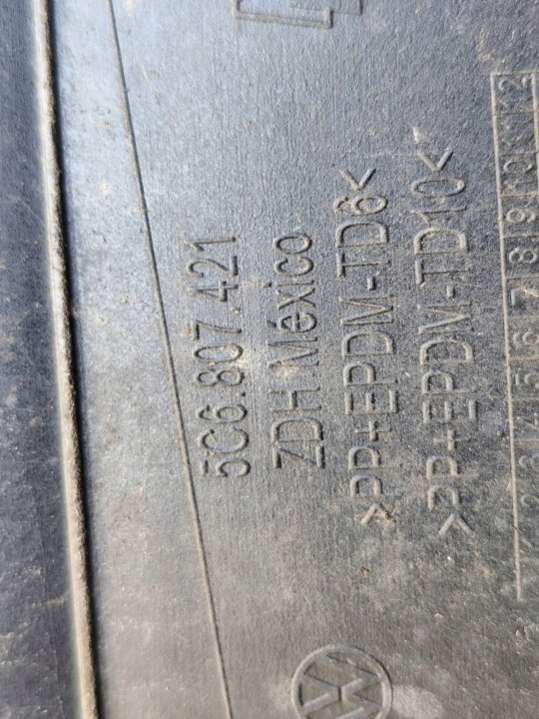 5C6.807.421
ZDH México
>PP+EPDM-TD6<
>PP+EPDM-TD10<